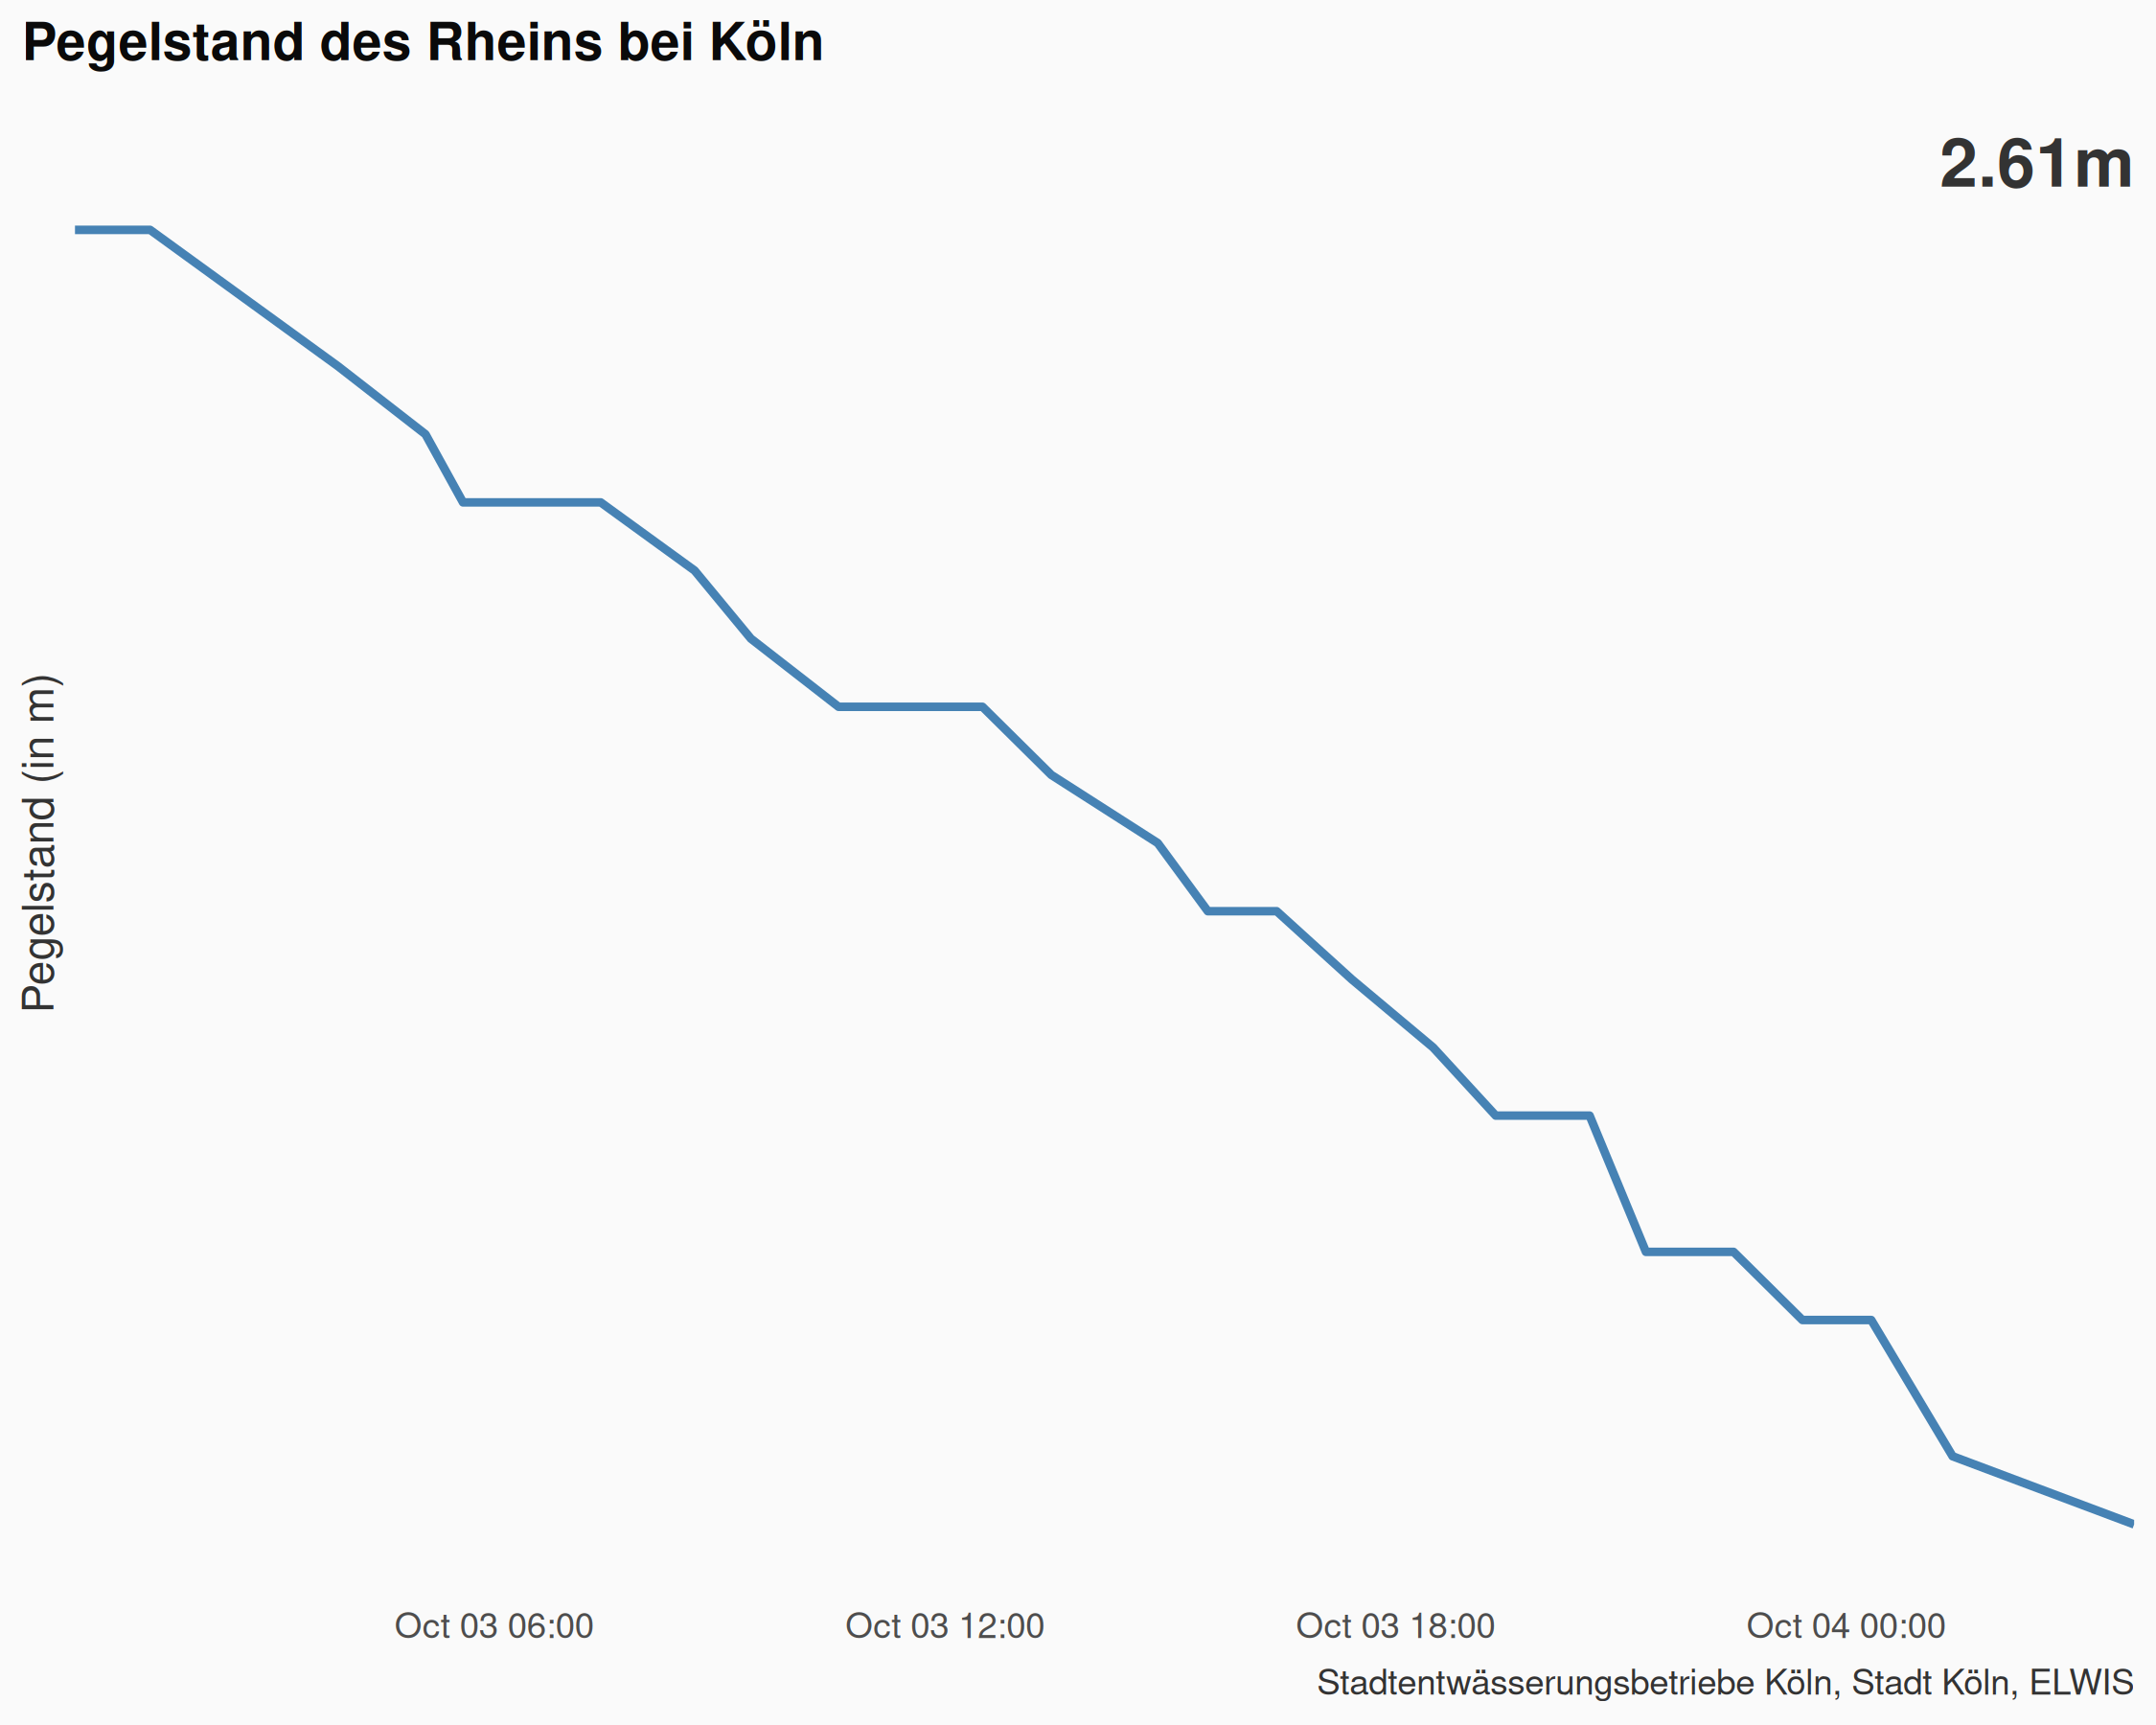 Pegelstand des Rheins bei Köln
2.61m
Pegelstand (in m)
Oct 03 06:00 Oct 03 12:00 Oct 03 18:00 Oct 04 00:00
Stadtentwässerungsbetriebe Köln, Stadt Köln, ELWIS